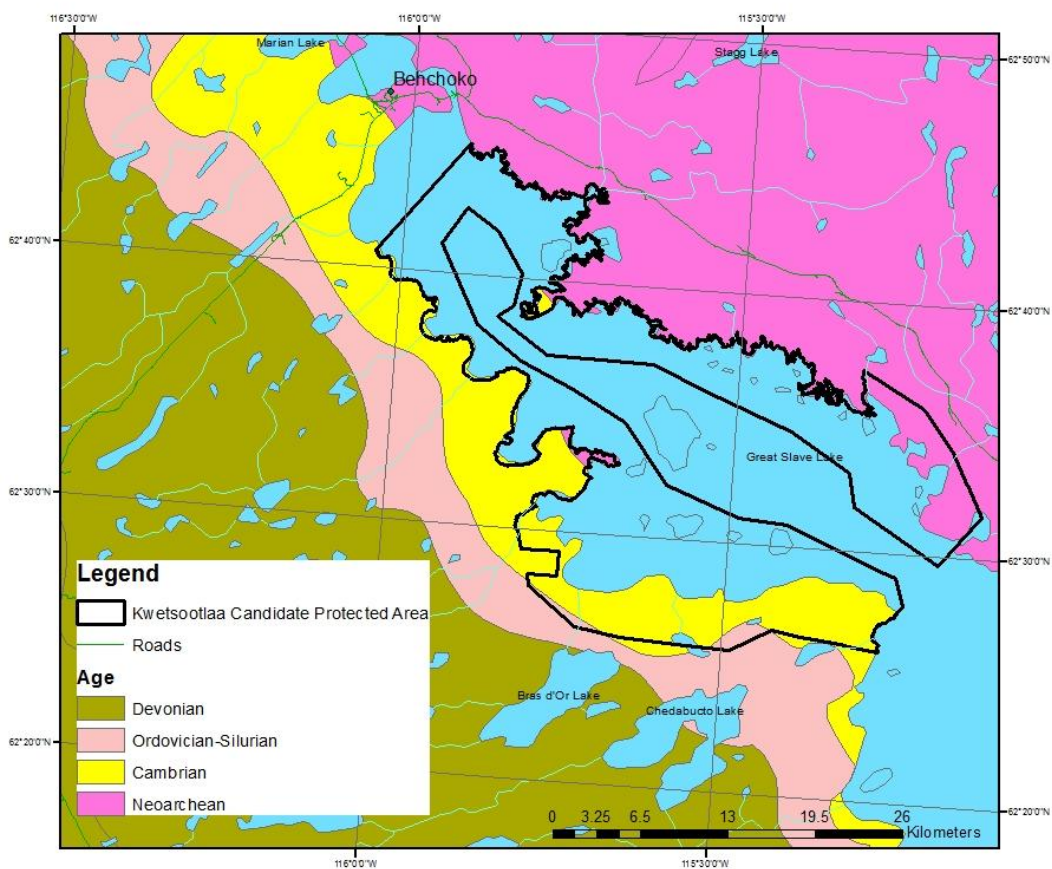 116°30'0"W 116°0'0"W 115°30'0"W
Marian Lake
Stagg Lake
62°50'0"N
Behchoko
62°40'0"N
62°40'0"N
Great Slave Lake
62°30'0"N
62°30'0"N
Legend
Kwetsootlaa Candidate Protected Area
Roads
Age
Devonian
Ordovician-Silurian
Cambrian
Neoarchean
Bras d'Or Lake
Chedabucto Lake
62°20'0"N
62°20'0"N
0 3.25 6.5 13 19.5 26
Kilometers
116°0'0"W 115°30'0"W